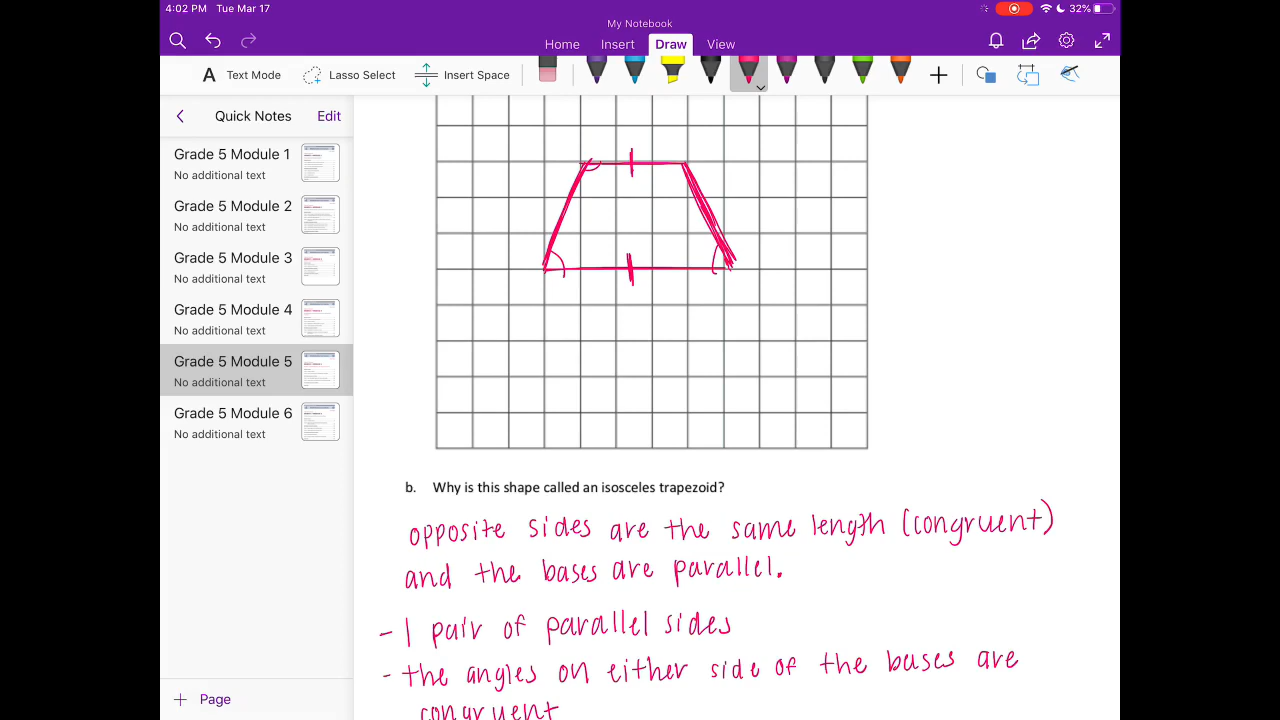 4:02 PM Tue Mar 17
32%
My Notebook
Home Insert Draw View
Text Mode Lasso Select Insert Space
Quick Notes Edit
Grade 5 Module 1
No additional text
Grade 5 Module 2
No additional text
Grade 5 Module 3
No additional text
Grade 5 Module 4
No additional text
Grade 5 Module 5
No additional text
Grade 5 Module 6
No additional text
+ Page
b. Why is this shape called an isosceles trapezoid?
opposite sides are the same length (congruent)
and the bases are parallel.
- 1 pair of parallel sides
- the angles on either side of the bases are
congruent